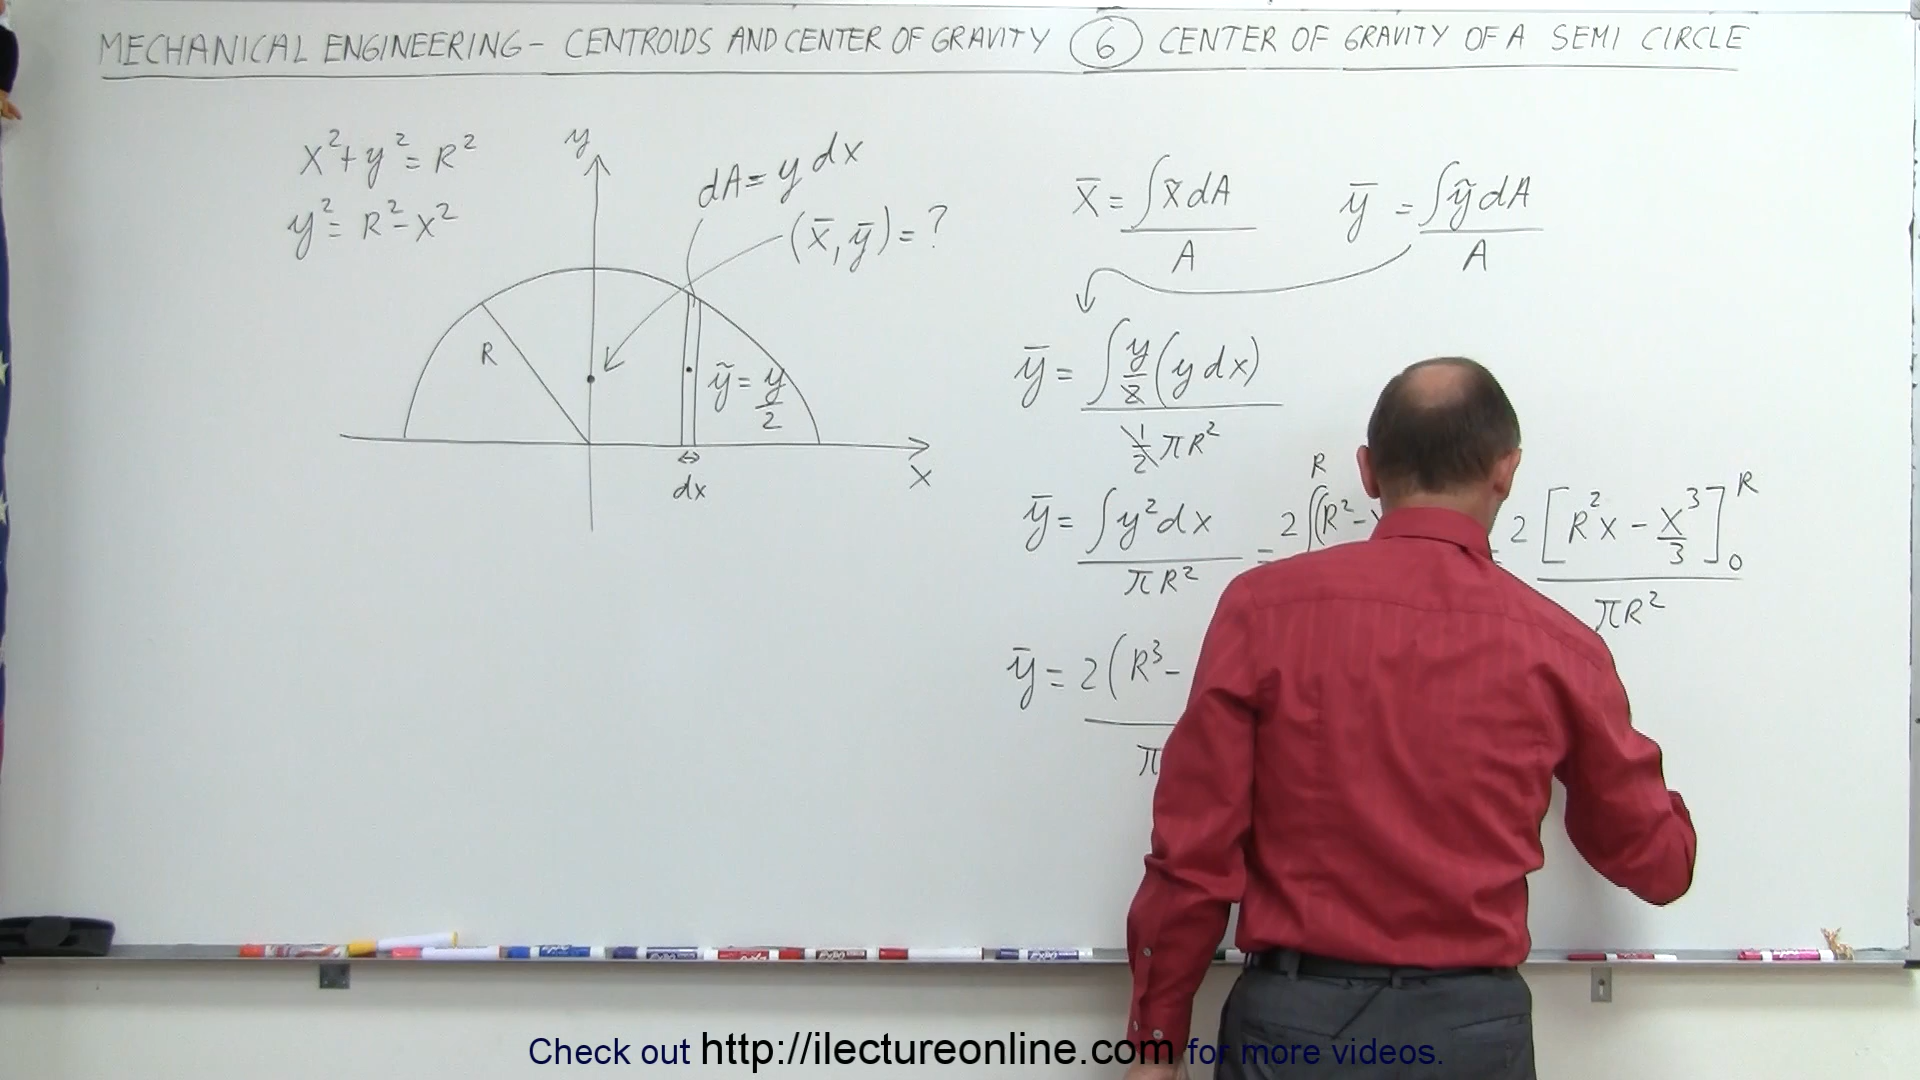 MECHANICAL ENGINEERING - CENTROIDS AND CENTER OF GRAVITY 6 CENTER OF GRAVITY OF A SEMI CIRCLE
x² + y² = R²
y² = R² - x²
y
dA = y dx
(x̄, ȳ) = ?
R
ỹ = y/2
dx
x
x̄ = ∫x̃ dA / A
ȳ = ∫ỹ dA / A
ȳ = ∫ y/2 (y dx) / ½ πR²
ȳ = ∫y² dx / πR² = 2 ∫ R (R² - = 2 [R²x - x³/3] R 0 / πR²
ȳ = 2(R³ - / π
Check out http://ilectureonline.com for more videos.